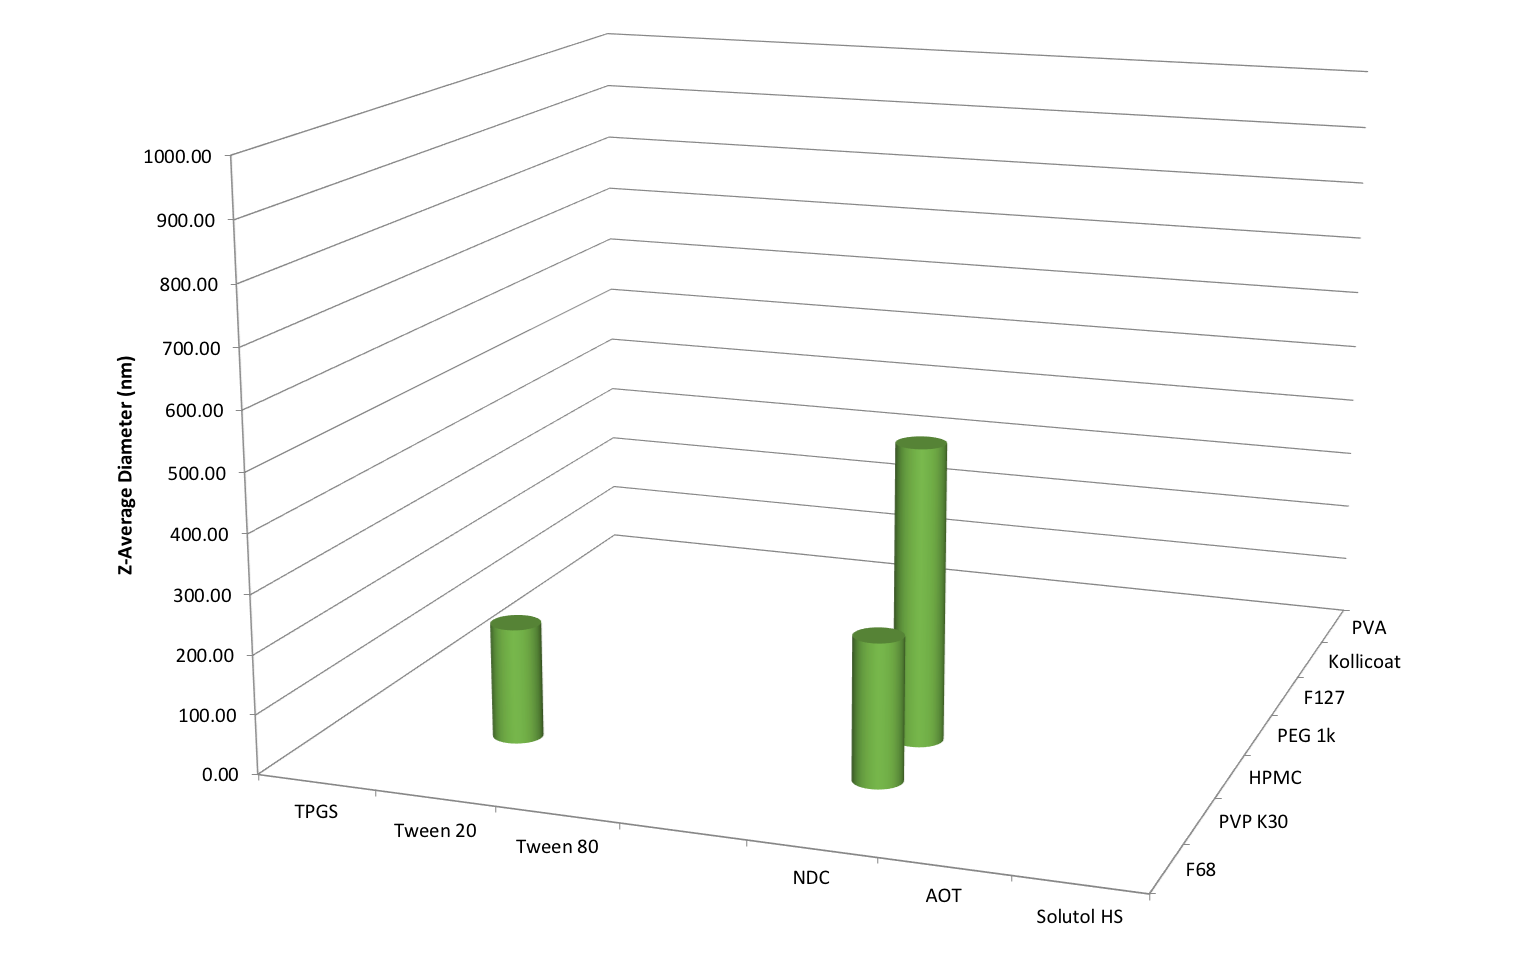 1000.00
900.00
800.00
700.00
600.00
500.00
400.00
300.00
200.00
100.00
0.00
Z-Average Diameter (nm)
TPGS
Tween 20
Tween 80
NDC
AOT
Solutol HS
PVA
Kollicoat
F127
PEG 1k
HPMC
PVP K30
F68